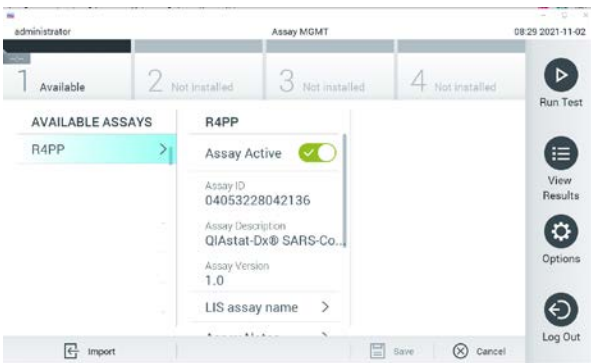 administrator Assay MGMT 08:29 2021-11-02
1 Available 2 Not installed 3 Not installed 4 Not installed
Run Test
AVAILABLE ASSAYS R4PP
R4PP
Assay Active
View
Results
Assay ID
04053228042136
Assay Description
QIAstat-Dx® SARS-Co...
Options
Assay Version
1.0
LIS assay name
Log Out
Import Save Cancel